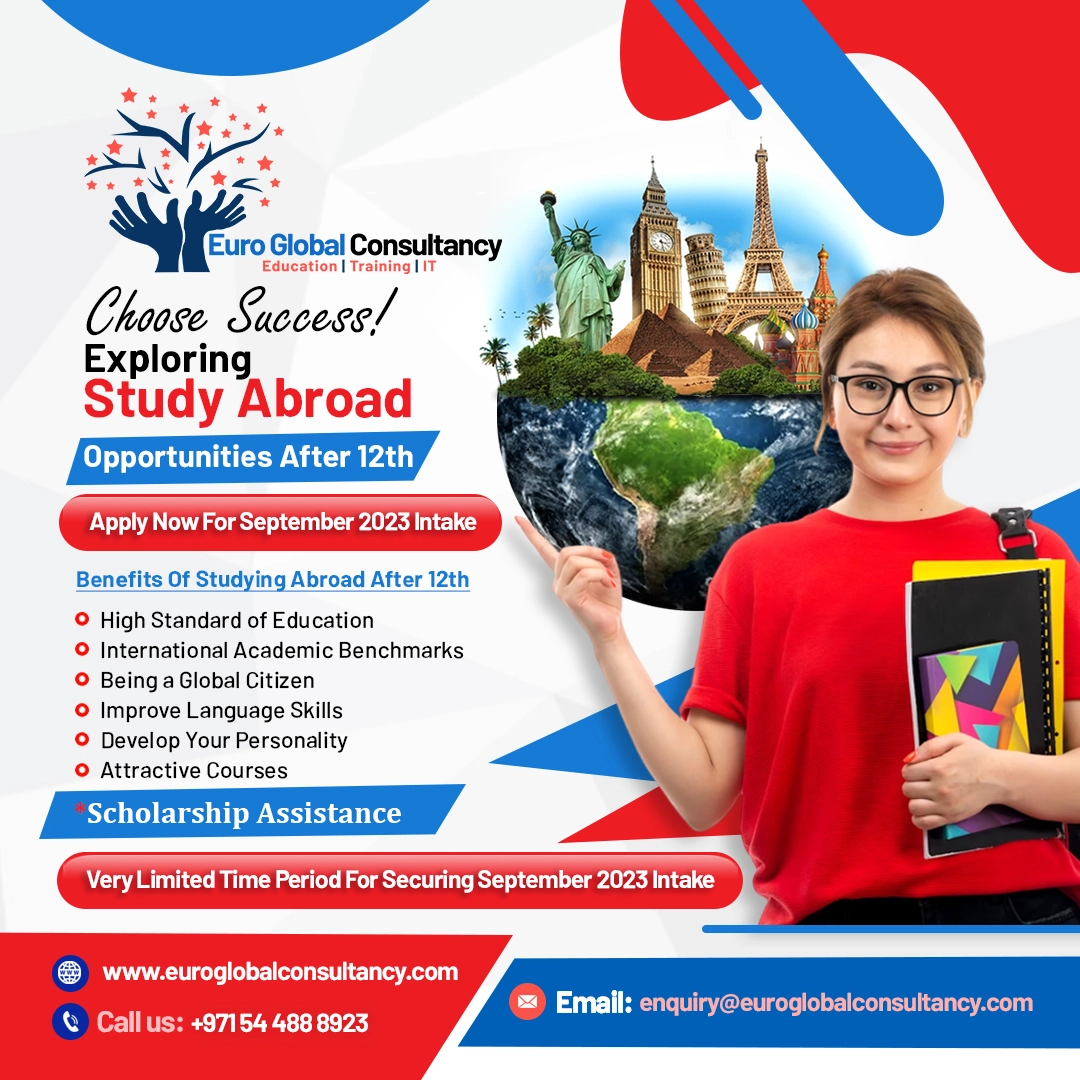 Euro Global Consultancy
Education | Training | IT
Choose Success!
Exploring
Study Abroad
Opportunities After 12th
Apply Now For September 2023 Intake
Benefits Of Studying Abroad After 12th
High Standard of Education
International Academic Benchmarks
Being a Global Citizen
Improve Language Skills
Develop Your Personality
Attractive Courses
*Scholarship Assistance
Very Limited Time Period For Securing September 2023 Intake
www.euroglobalconsultancy.com
Call us: +971 54 488 8923
Email: enquiry@euroglobalconsultancy.com